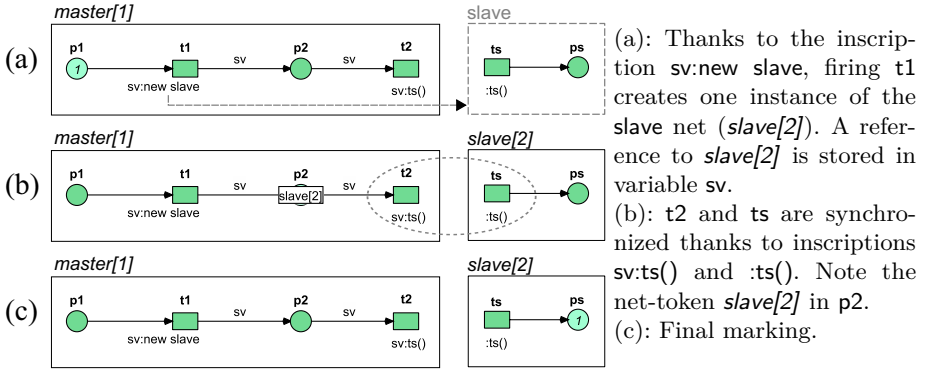 master[1]
slave
(a)
p1
t1
p2
t2
ts
ps
1
sv
sv
sv:new slave
sv:ts()
:ts()
master[1]
slave[2]
(b)
p1
t1
p2
t2
ts
ps
sv
slave[2]
sv
sv:new slave
sv:ts()
:ts()
master[1]
slave[2]
(c)
p1
t1
p2
t2
ts
ps
sv
sv
1
sv:new slave
sv:ts()
:ts()
(a): Thanks to the inscrip-
tion sv:new slave, firing t1
creates one instance of the
slave net (slave[2]). A refer-
ence to slave[2] is stored in
variable sv.
(b): t2 and ts are synchro-
nized thanks to inscriptions
sv:ts() and :ts(). Note the
net-token slave[2] in p2.
(c): Final marking.